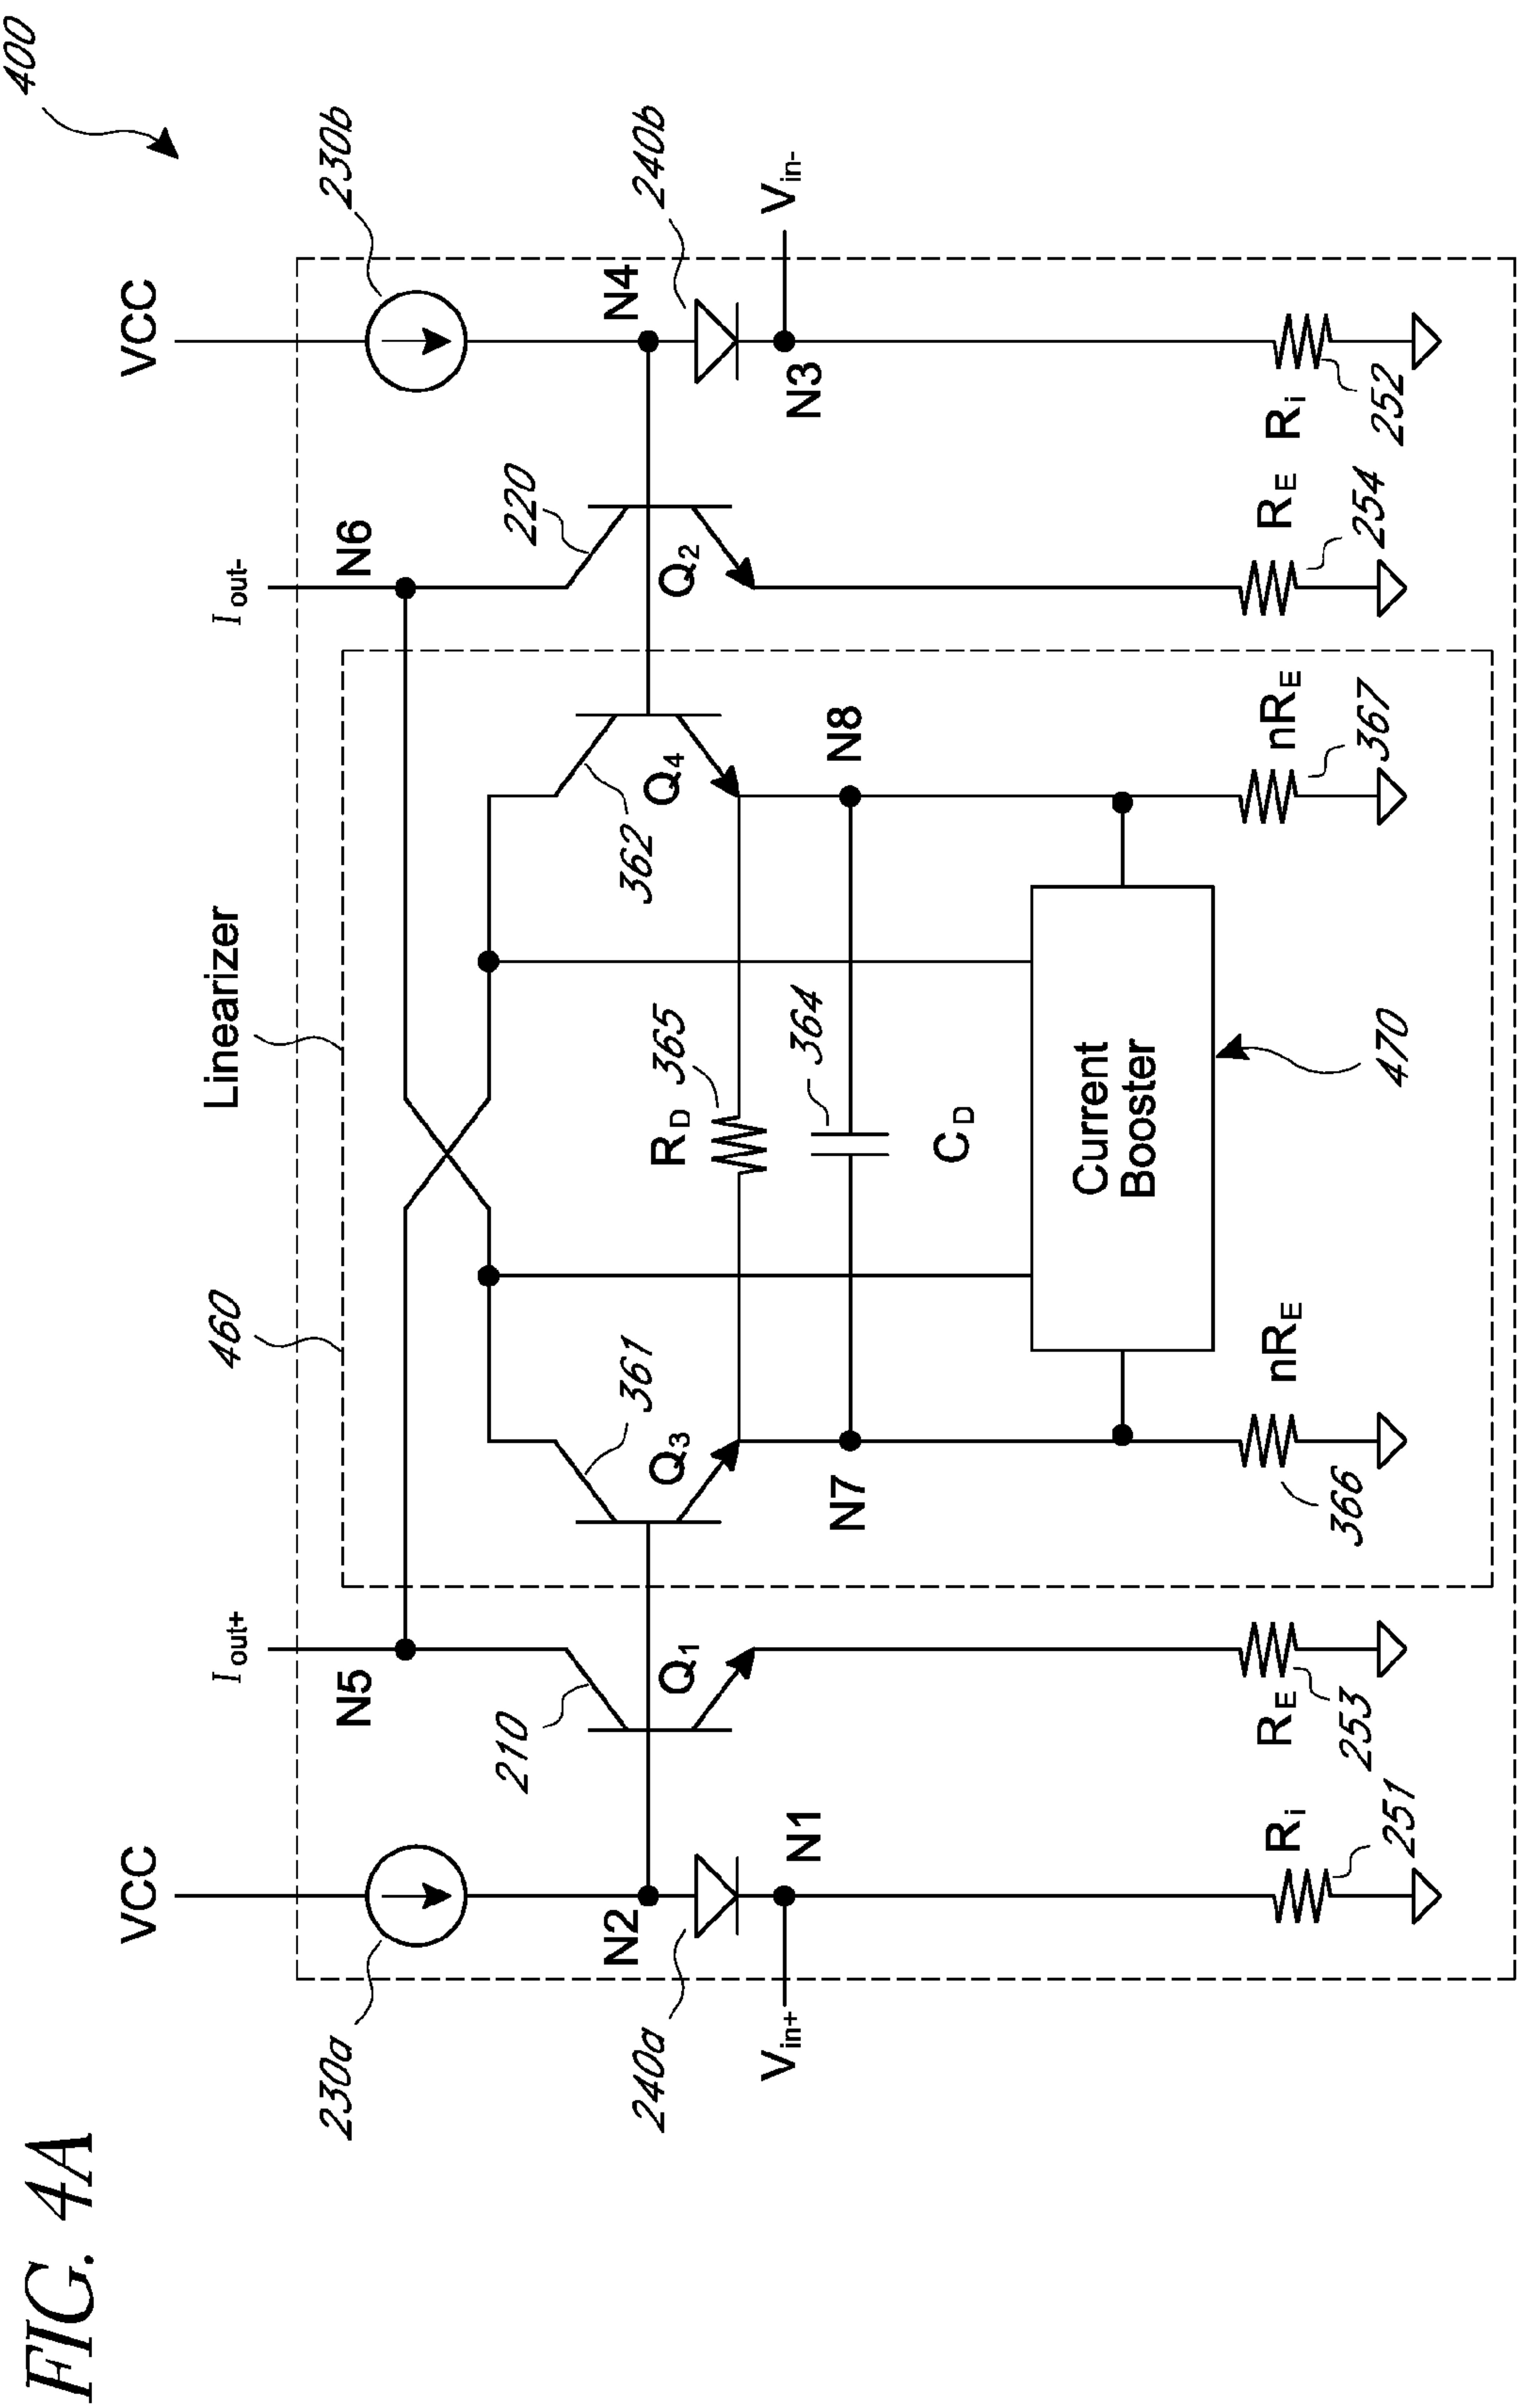 FIG. 4A
400
VCC
VCC
230a
230b
Linearizer
460
Iout+
Iout-
N5
N6
210
220
361
362
N2
N4
Q1
Q3
Q4
Q2
240a
240b
RD
365
Vin+
N1
N7
364
N8
N3
Vin-
CD
Current
Booster
470
Ri
251
RE
253
nRE
366
nRE
367
RE
254
Ri
252